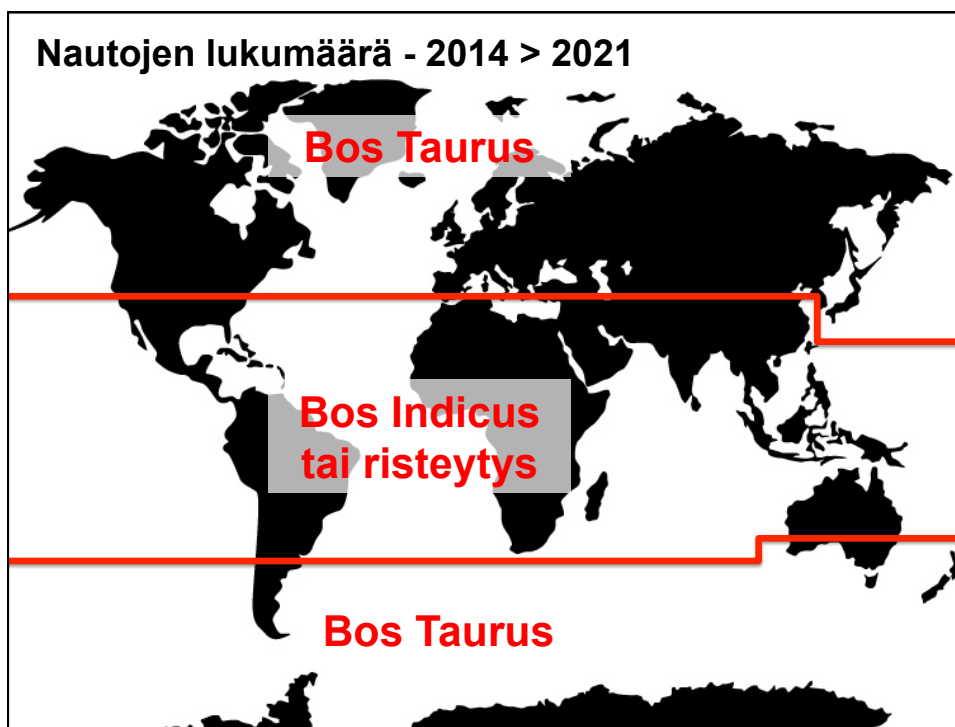 Nautojen lukumäärä - 2014 > 2021
Bos Taurus
Bos Indicus
tai risteytys
Bos Taurus